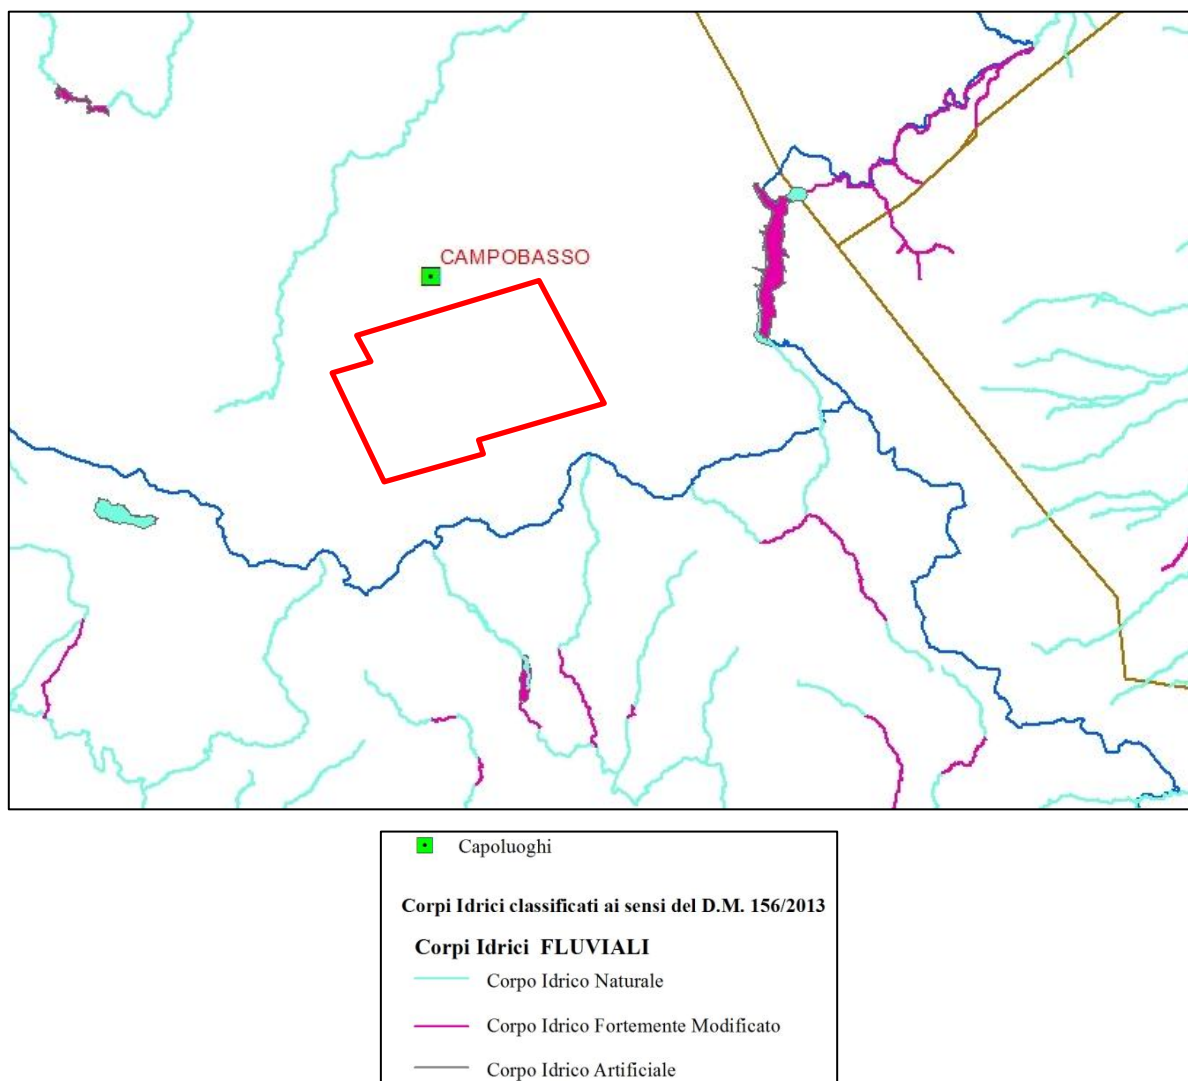 CAMPOBASSO
Capoluoghi
Corpi Idrici classificati ai sensi del D.M. 156/2013
Corpi Idrici FLUVIALI
Corpo Idrico Naturale
Corpo Idrico Fortemente Modificato
Corpo Idrico Artificiale